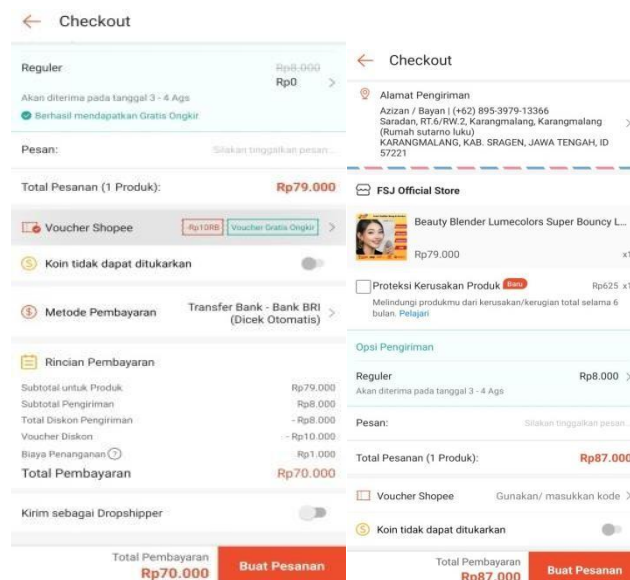 Checkout
Reguler
Rp8.000
Rp0
Akan diterima pada tanggal 3 - 4 Ags
Berhasil mendapatkan Gratis Ongkir
Pesan:
Silakan tinggalkan pesan...
Total Pesanan (1 Produk):
Rp79.000
Voucher Shopee
-Rp10RB
Voucher Gratis Ongkir
Koin tidak dapat ditukarkan
Metode Pembayaran
Transfer Bank - Bank BRI
(Dicek Otomatis)
Rincian Pembayaran
Subtotal untuk Produk
Rp79.000
Subtotal Pengiriman
Rp8.000
Total Diskon Pengiriman
- Rp8.000
Voucher Diskon
- Rp10.000
Biaya Penanganan
Rp1.000
Total Pembayaran
Rp70.000
Kirim sebagai Dropshipper
Total Pembayaran
Rp70.000
Buat Pesanan
Checkout
Alamat Pengiriman
Azizan / Bayan | (+62) 895-3979-13366
Saradan, RT.6/RW.2, Karangmalang, Karangmalang
(Rumah sutarno luku)
KARANGMALANG, KAB. SRAGEN, JAWA TENGAH, ID
57221
FSJ Official Store
Beauty Blender Lumecolors Super Bouncy L...
Rp79.000
x1
Proteksi Kerusakan Produk
Baru
Rp625 x1
Melindungi produkmu dari kerusakan/kerugian total selama 6
bulan. Pelajari
Opsi Pengiriman
Reguler
Rp8.000
Akan diterima pada tanggal 3 - 4 Ags
Pesan:
Silakan tinggalkan pesan...
Total Pesanan (1 Produk):
Rp87.000
Voucher Shopee
Gunakan/ masukkan kode
Koin tidak dapat ditukarkan
Total Pembayaran
Rp87.000
Buat Pesanan